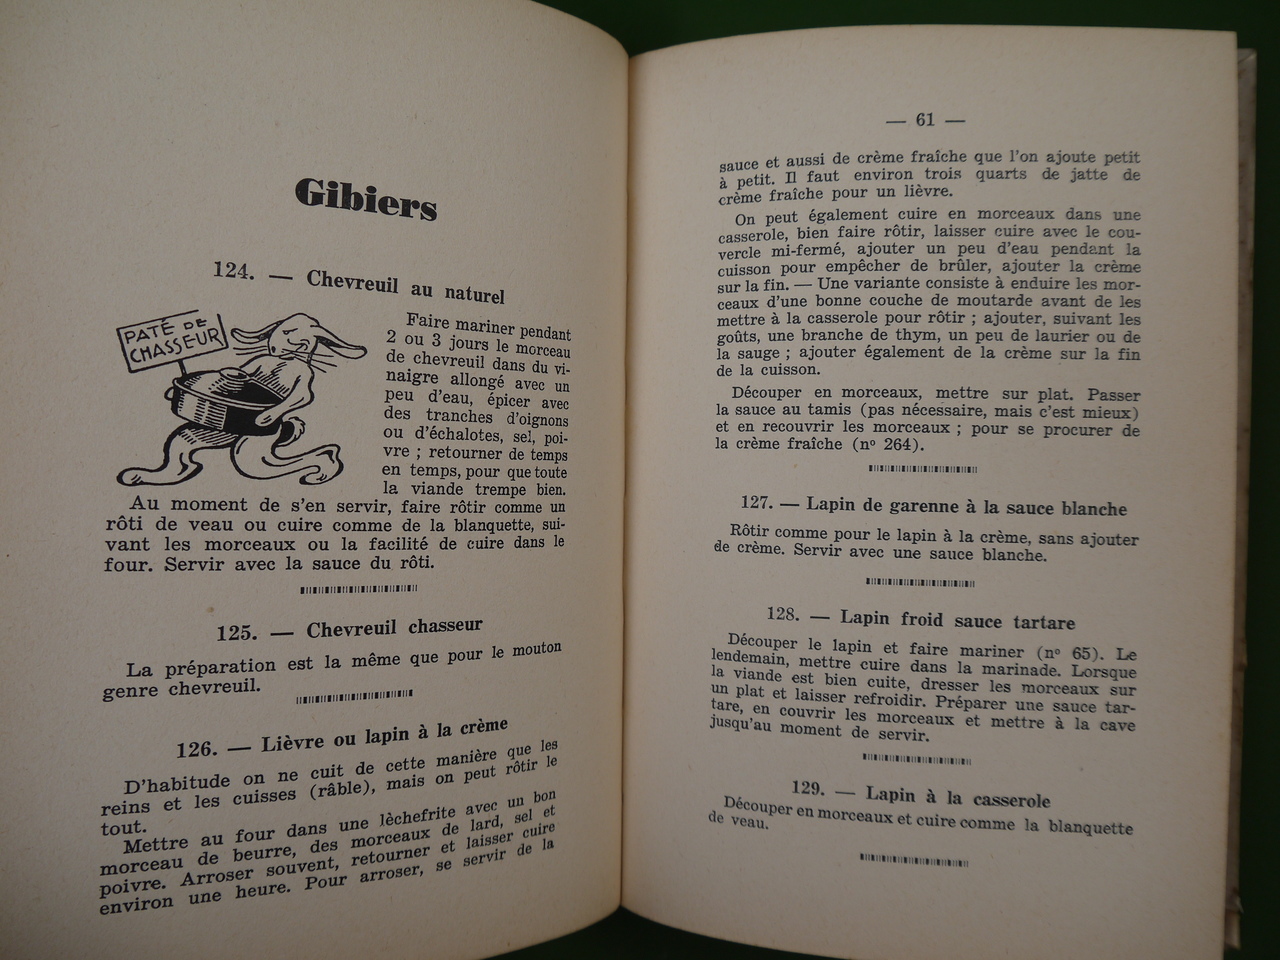 Gibiers
124. — Chevreuil au naturel
PATÉ DE
CHASSEUR
Faire mariner pendant
2 ou 3 jours le morceau
de chevreuil dans du vi-
naigre allongé avec un
peu d'eau, épicer avec
des tranches d'oignons
ou d'échalotes, sel, poi-
vre ; retourner de temps
en temps, pour que toute
la viande trempe bien.
Au moment de s'en servir, faire rôtir comme un
rôti de veau ou cuire comme de la blanquette, sui-
vant les morceaux ou la facilité de cuire dans le
four. Servir avec la sauce du rôti.
125. — Chevreuil chasseur
La préparation est la même que pour le mouton
genre chevreuil.
126. — Lièvre ou lapin à la crème
D'habitude on ne cuit de cette manière que les
reins et les cuisses (râble), mais on peut rôtir le
tout.
Mettre au four dans une lèchefrite avec un bon
morceau de beurre, des morceaux de lard, sel et
poivre. Arroser souvent, retourner et laisser cuire
environ une heure. Pour arroser, se servir de la
— 61 —
sauce et aussi de crème fraîche que l'on ajoute petit
à petit. Il faut environ trois quarts de jatte de
crème fraîche pour un lièvre.
On peut également cuire en morceaux dans une
casserole, bien faire rôtir, laisser cuire avec le cou-
vercle mi-fermé, ajouter un peu d'eau pendant la
cuisson pour empêcher de brûler, ajouter la crème
sur la fin. — Une variante consiste à enduire les mor-
ceaux d'une bonne couche de moutarde avant de les
mettre à la casserole pour rôtir ; ajouter, suivant les
goûts, une branche de thym, un peu de laurier ou de
la sauge ; ajouter également de la crème sur la fin
de la cuisson.
Découper en morceaux, mettre sur plat. Passer
la sauce au tamis (pas nécessaire, mais c'est mieux)
et en recouvrir les morceaux ; pour se procurer de
la crème fraîche (nº 264).
127. — Lapin de garenne à la sauce blanche
Rôtir comme pour le lapin à la crème, sans ajouter
de crème. Servir avec une sauce blanche.
128. — Lapin froid sauce tartare
Découper le lapin et faire mariner (nº 65). Le
lendemain, mettre cuire dans la marinade. Lorsque
la viande est bien cuite, dresser les morceaux sur
un plat et laisser refroidir. Préparer une sauce tar-
tare, en couvrir les morceaux et mettre à la cave
jusqu'au moment de servir.
129. — Lapin à la casserole
Découper en morceaux et cuire comme la blanquette
de veau.